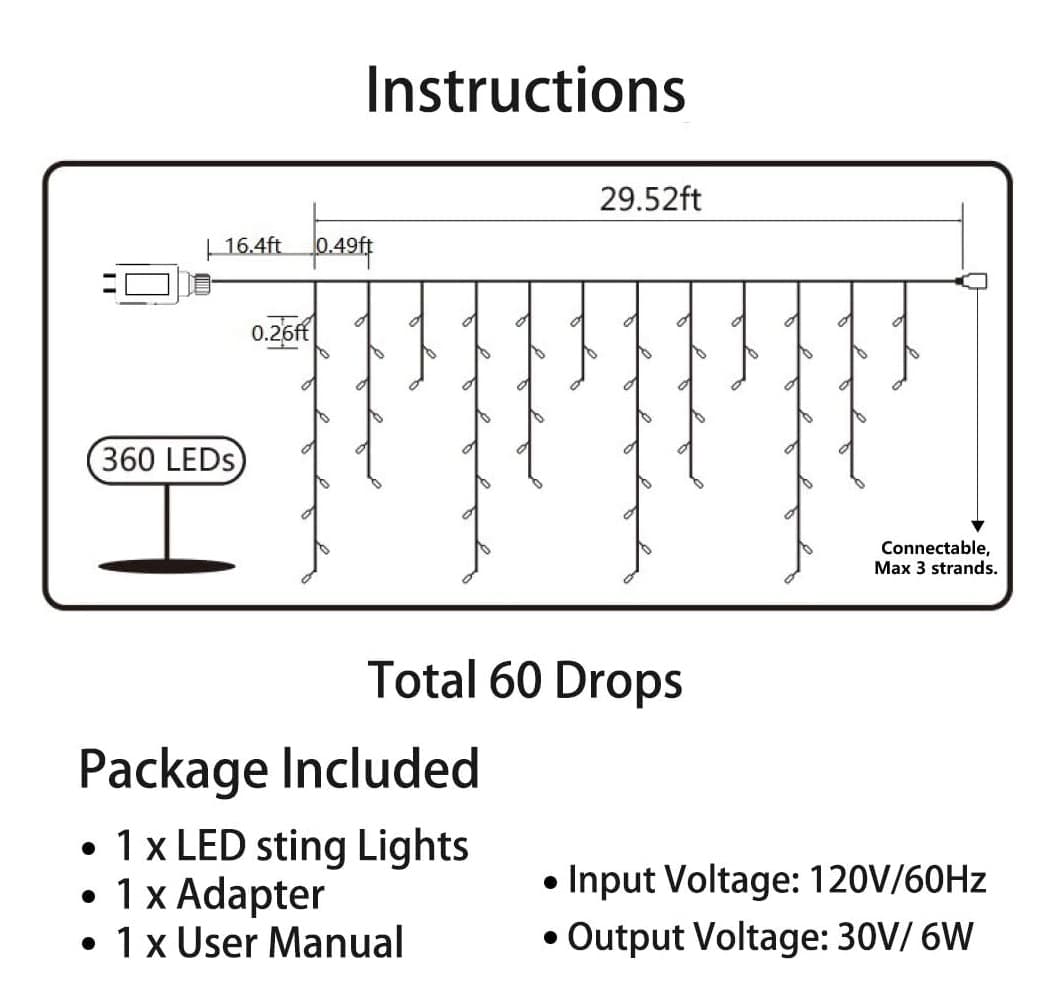 Instructions
29.52ft
16.4ft
0.49ft
0.26ft
360 LEDs
Connectable,
Max 3 strands.
Total 60 Drops
Package Included
• 1 x LED sting Lights
• 1 x Adapter
• 1 x User Manual
• Input Voltage: 120V/60Hz
• Output Voltage: 30V/ 6W